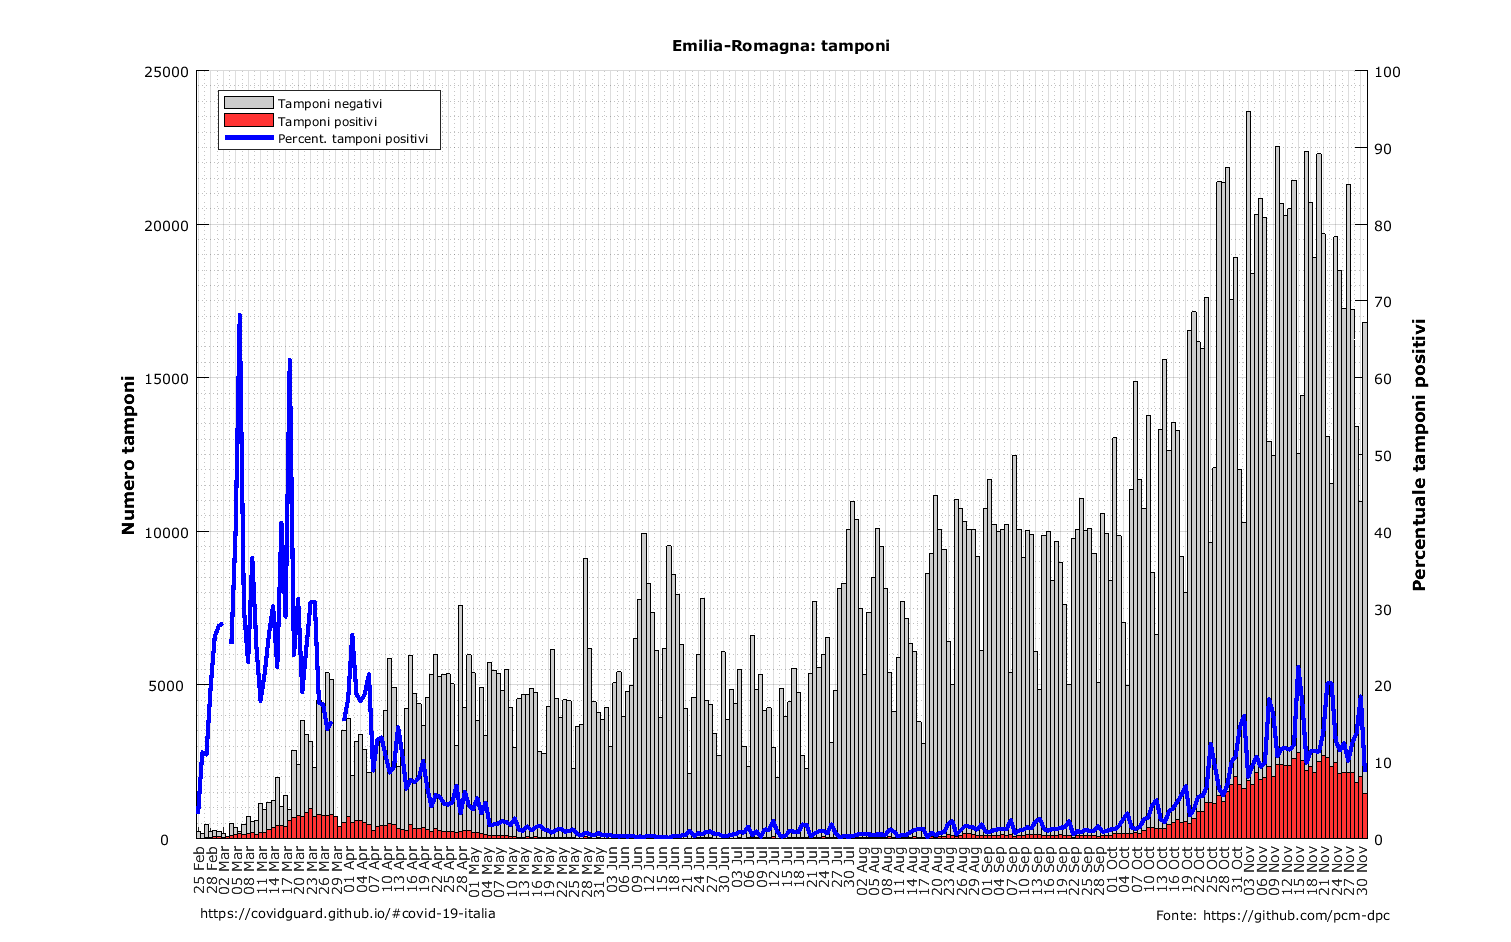 Emilia-Romagna: tamponi
25000
20000
15000
10000
5000
0
Numero tamponi
Tamponi negativi
Tamponi positivi
Percent. tamponi positivi
100
90
80
70
60
50
40
30
20
10
0
Percentuale tamponi positivi
25 Feb
28 Feb
02 Mar
05 Mar
08 Mar
11 Mar
14 Mar
17 Mar
20 Mar
23 Mar
26 Mar
29 Mar
01 Apr
04 Apr
07 Apr
10 Apr
13 Apr
16 Apr
19 Apr
22 Apr
25 Apr
28 Apr
01 May
04 May
07 May
10 May
13 May
16 May
19 May
22 May
25 May
28 May
31 May
03 Jun
06 Jun
09 Jun
12 Jun
15 Jun
18 Jun
21 Jun
24 Jun
27 Jun
30 Jun
03 Jul
06 Jul
09 Jul
12 Jul
15 Jul
18 Jul
21 Jul
24 Jul
27 Jul
30 Jul
02 Aug
05 Aug
08 Aug
11 Aug
14 Aug
17 Aug
20 Aug
23 Aug
26 Aug
29 Aug
01 Sep
04 Sep
07 Sep
10 Sep
13 Sep
16 Sep
19 Sep
22 Sep
25 Sep
28 Sep
01 Oct
04 Oct
07 Oct
10 Oct
13 Oct
16 Oct
19 Oct
22 Oct
25 Oct
28 Oct
31 Oct
03 Nov
06 Nov
09 Nov
12 Nov
15 Nov
18 Nov
21 Nov
24 Nov
27 Nov
30 Nov
https://covidguard.github.io/#covid-19-italia
Fonte: https://github.com/pcm-dpc